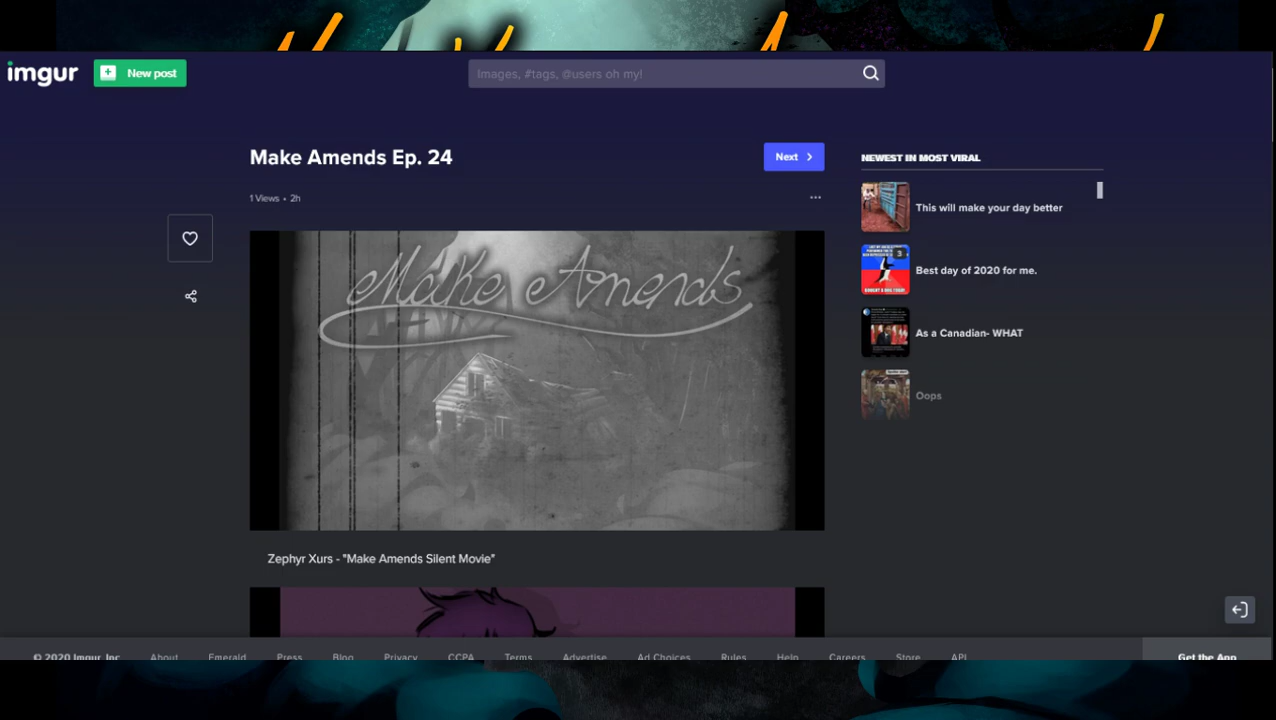 imgur
New post
Images, #tags, @users oh my!
Make Amends Ep. 24
Next
1 Views • 2h
NEWEST IN MOST VIRAL
This will make your day better
3
Best day of 2020 for me.
As a Canadian- WHAT
Oops
Make Amends
Zephyr Xurs - "Make Amends Silent Movie"
© 2020 Imgur, Inc
About
Emerald
Press
Blog
Privacy
CCPA
Terms
Advertise
Ad Choices
Rules
Help
Careers
Store
API
Get the App